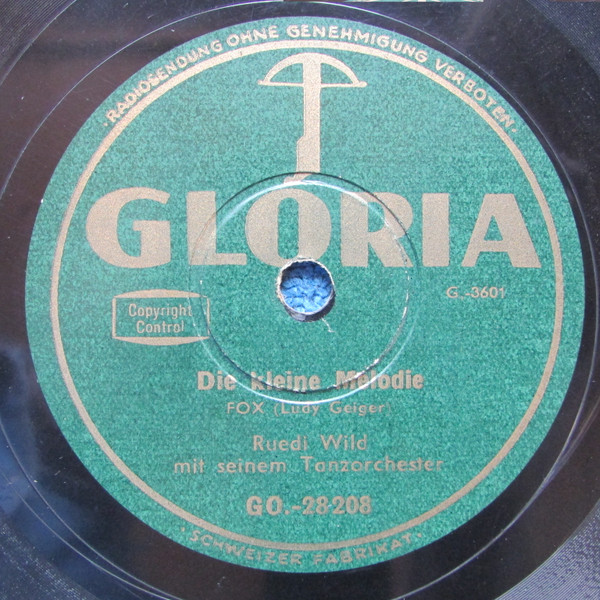 ·RADIOSENDUNG OHNE GENEHMIGUNG VERBOTEN·
GLORIA
G.-3601
Copyright
Control
Die kleine Melodie
FOX (Ludy Geiger)
Ruedi Wild
mit seinem Tanzorchester
GO.-28208
·SCHWEIZER FABRIKAT·